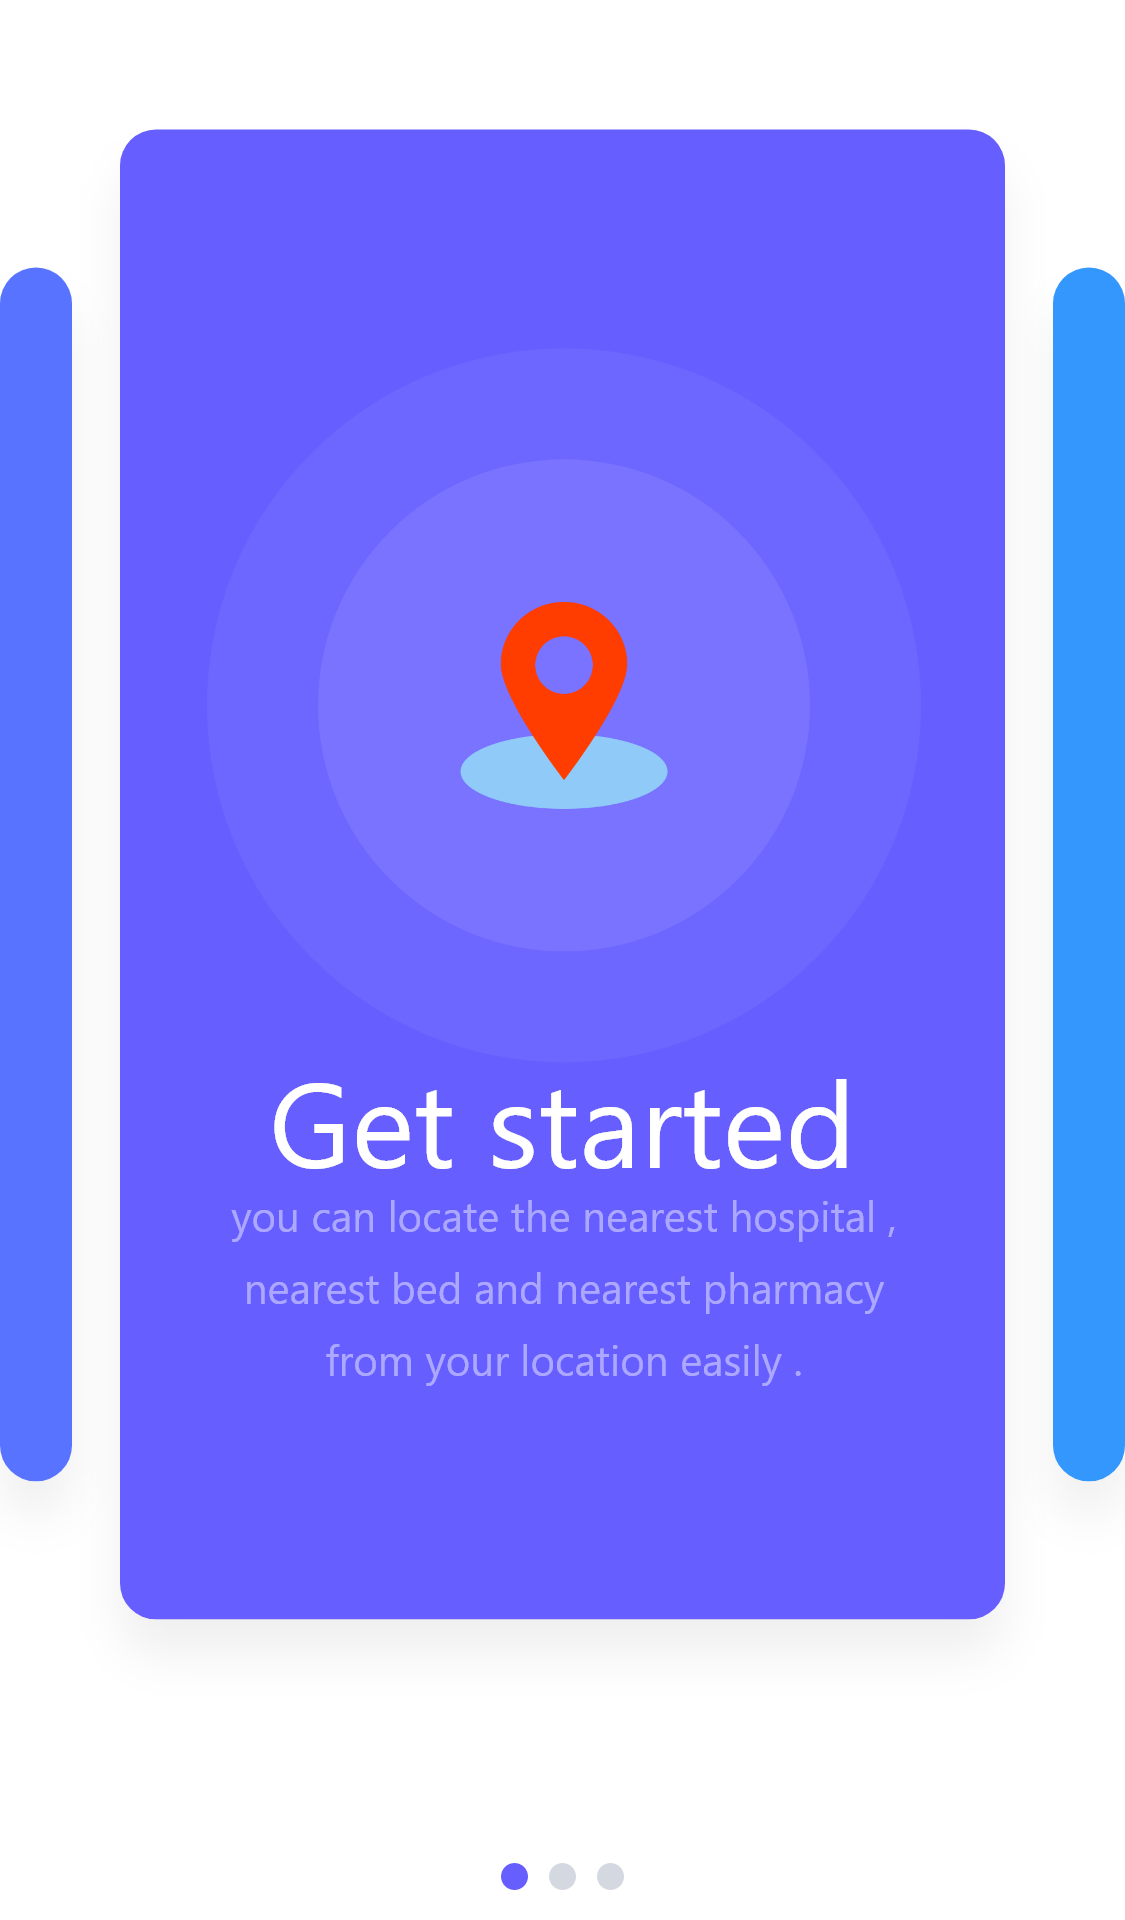 Get started
you can locate the nearest hospital ,
nearest bed and nearest pharmacy
from your location easily .